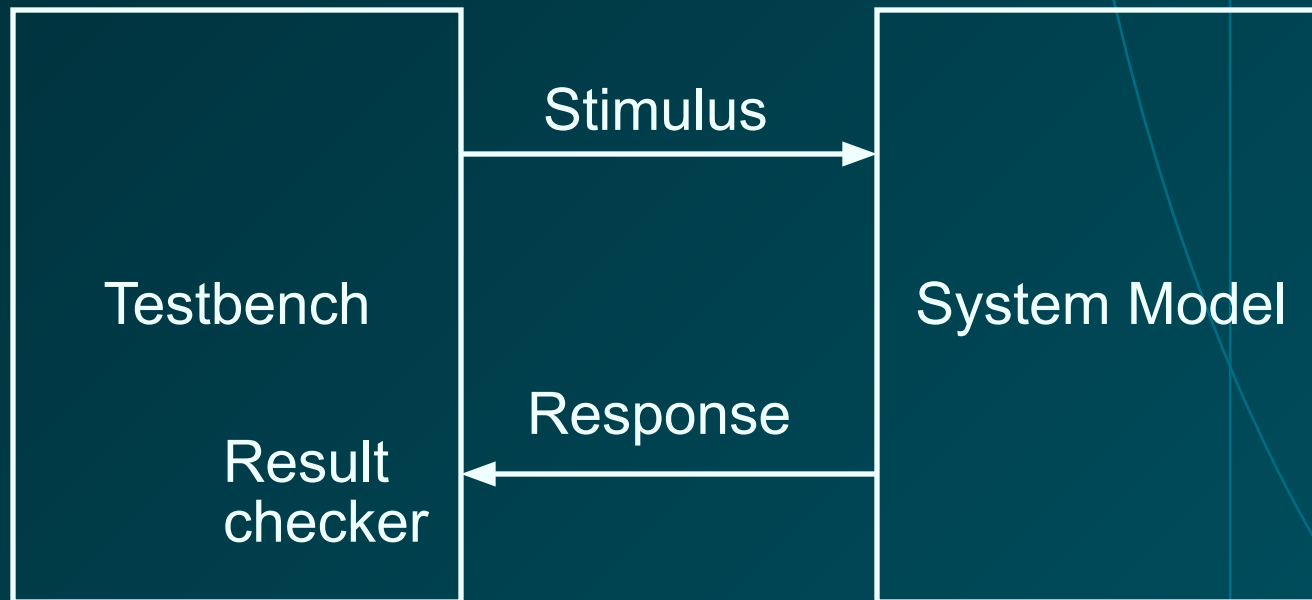 Stimulus
Testbench
System Model
Response
Result
checker